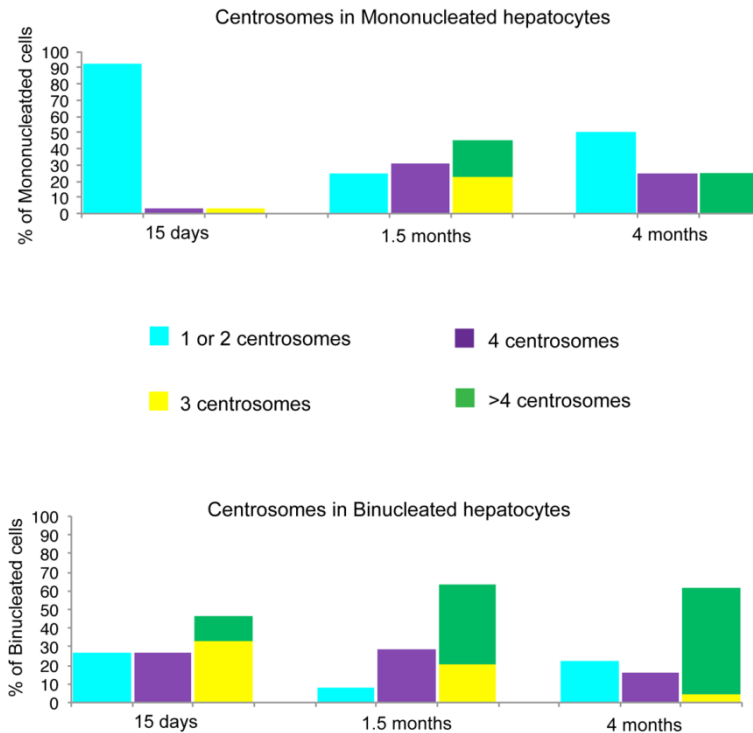 Centrosomes in Mononucleated hepatocytes
% of Mononucleatded cells
100
90
80
70
60
50
40
30
20
10
0
15 days
1.5 months
4 months
1 or 2 centrosomes
4 centrosomes
3 centrosomes
>4 centrosomes
Centrosomes in Binucleated hepatocytes
% of Binucleated cells
100
90
80
70
60
50
40
30
20
10
0
15 days
1.5 months
4 months